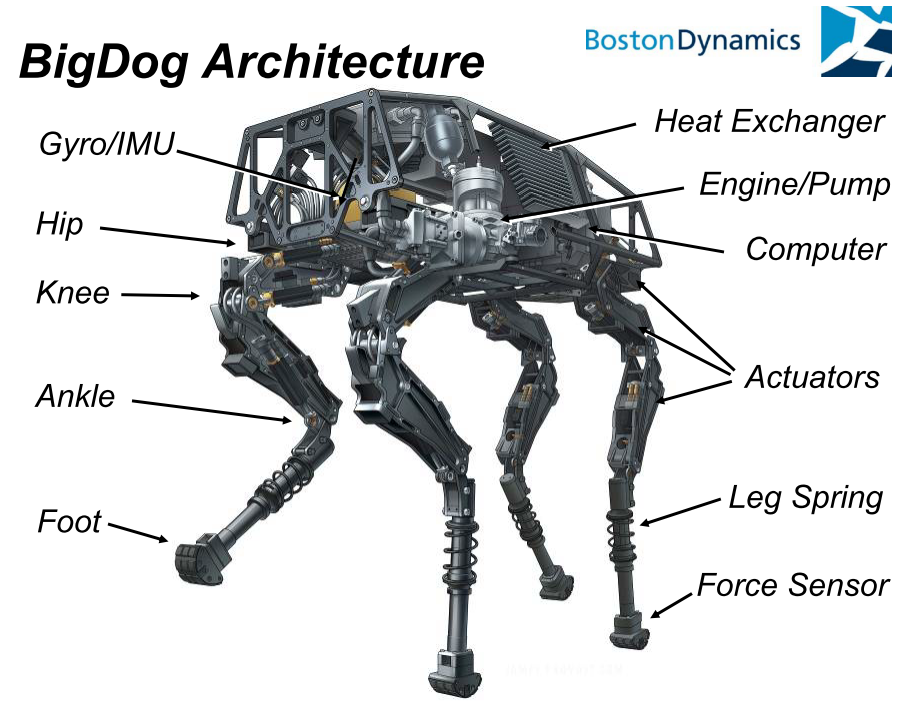 BostonDynamics
BigDog Architecture
Gyro/IMU
Hip
Knee
Ankle
Foot
Heat Exchanger
Engine/Pump
Computer
Actuators
Leg Spring
Force Sensor